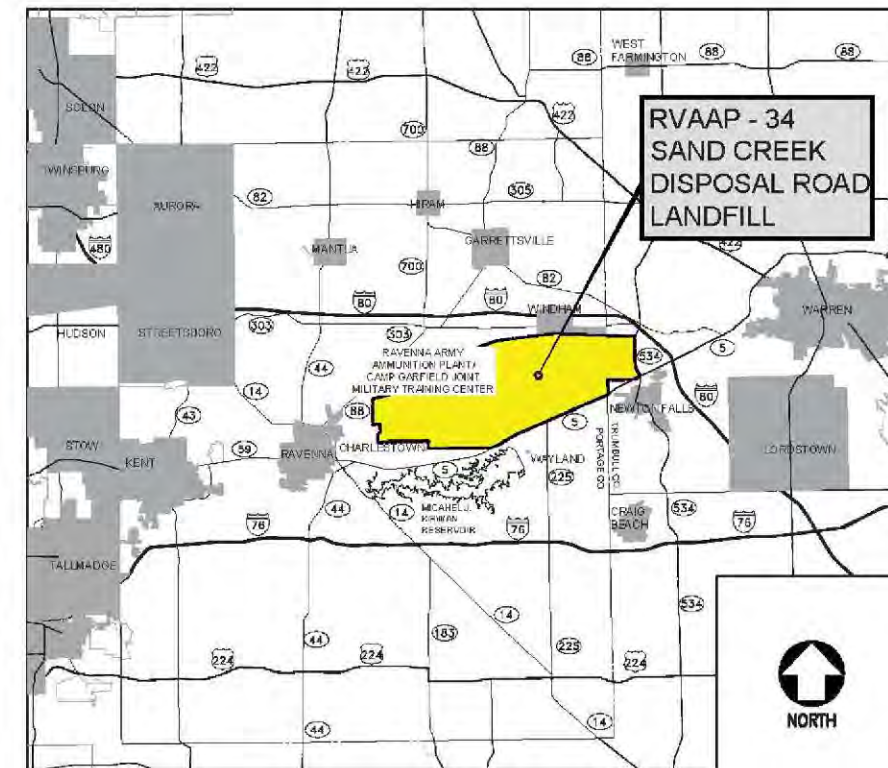 WEST
FARMINGTON
88
88
88
422
422
SOLON
422
700
88
RVAAP - 34
SAND CREEK
DISPOSAL ROAD
LANDFILL
TWINSBURG
82
HIRAM
305
AURORA
480
MANTUA
GARRETTSVILLE
422
700
82
80
80
WINDHAM
WARREN
HUDSON
STREETSBORO
303
303
RAVENNA ARMY
AMMUNITION PLANT/
CAMP GARFIELD JOINT
MILITARY TRAINING CENTER
534
5
44
14
88
80
NEWTON FALLS
43
5
STOW
KENT
59
RAVENNA
CHARLESTOWN
TRUMBULL CO
PORTAGE CO
LORDSTOWN
WAYLAND
5
225
MICAHEL J.
KIRWAN
RESERVOIR
14
44
76
76
CRAIG
BEACH
534
76
TALLMADGE
14
534
44
183
225
224
224
224
44
14
NORTH